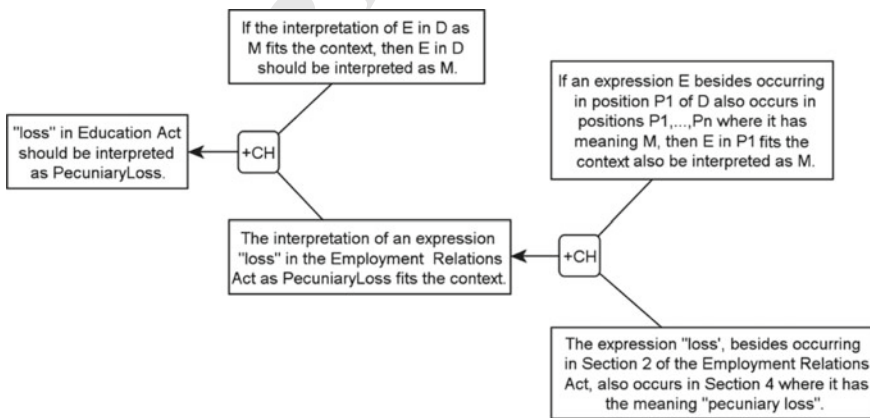 If the interpretation of E in D as
M fits the context, then E in D
should be interpreted as M.
If an expression E besides occurring
in position P1 of D also occurs in
positions P1,...,Pn where it has
meaning M, then E in P1 fits the
context also be interpreted as M.
"loss" in Education Act
should be interpreted
as PecuniaryLoss.
+CH
The interpretation of an expression
"loss" in the Employment Relations
Act as PecuniaryLoss fits the context.
+CH
The expression "loss', besides occurring
in Section 2 of the Employment Relations
Act, also occurs in Section 4 where it has
the meaning "pecuniary loss".